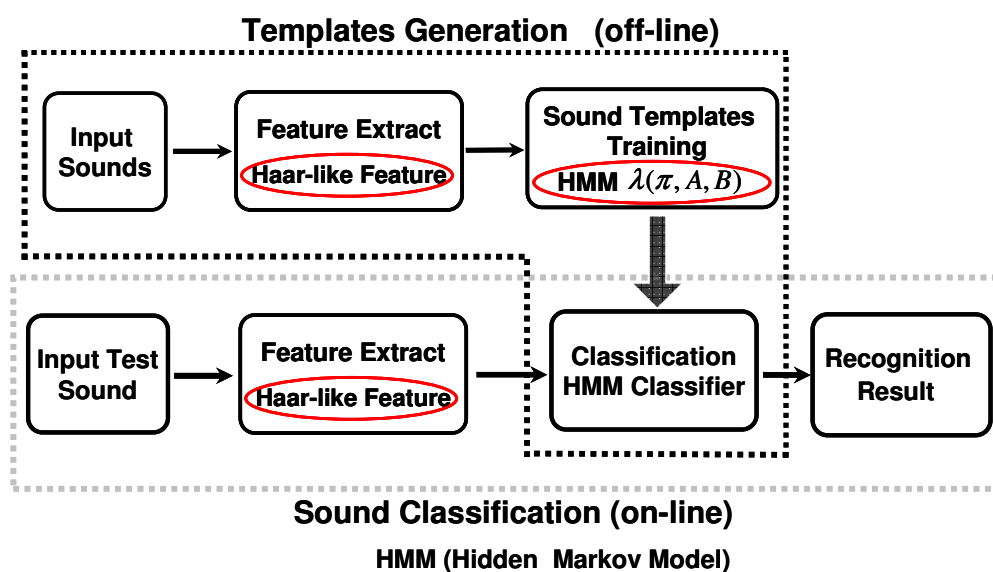 Templates Generation (off-line)
Input
Sounds
Feature Extract
Haar-like Feature
Sound Templates
Training
HMM λ(π, A, B)
Input Test
Sound
Feature Extract
Haar-like Feature
Classification
HMM Classifier
Recognition
Result
Sound Classification (on-line)
HMM (Hidden Markov Model)